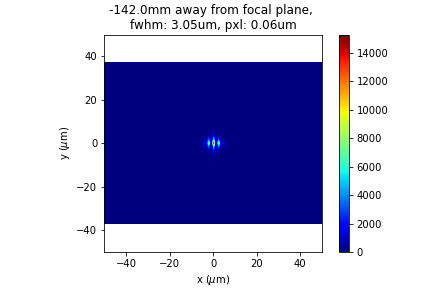 -142.0mm away from focal plane,
fwhm: 3.05um, pxl: 0.06um
40
20
0
−20
−40
y (μm)
−40 −20 0 20 40
x (μm)
14000
12000
10000
8000
6000
4000
2000
0